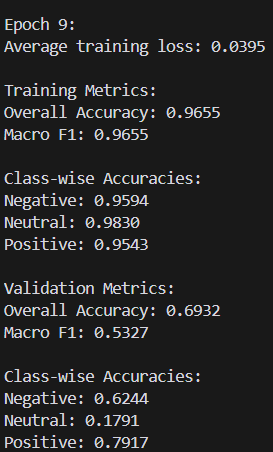 Epoch 9:
Average training loss: 0.0395
Training Metrics:
Overall Accuracy: 0.9655
Macro F1: 0.9655
Class-wise Accuracies:
Negative: 0.9594
Neutral: 0.9830
Positive: 0.9543
Validation Metrics:
Overall Accuracy: 0.6932
Macro F1: 0.5327
Class-wise Accuracies:
Negative: 0.6244
Neutral: 0.1791
Positive: 0.7917